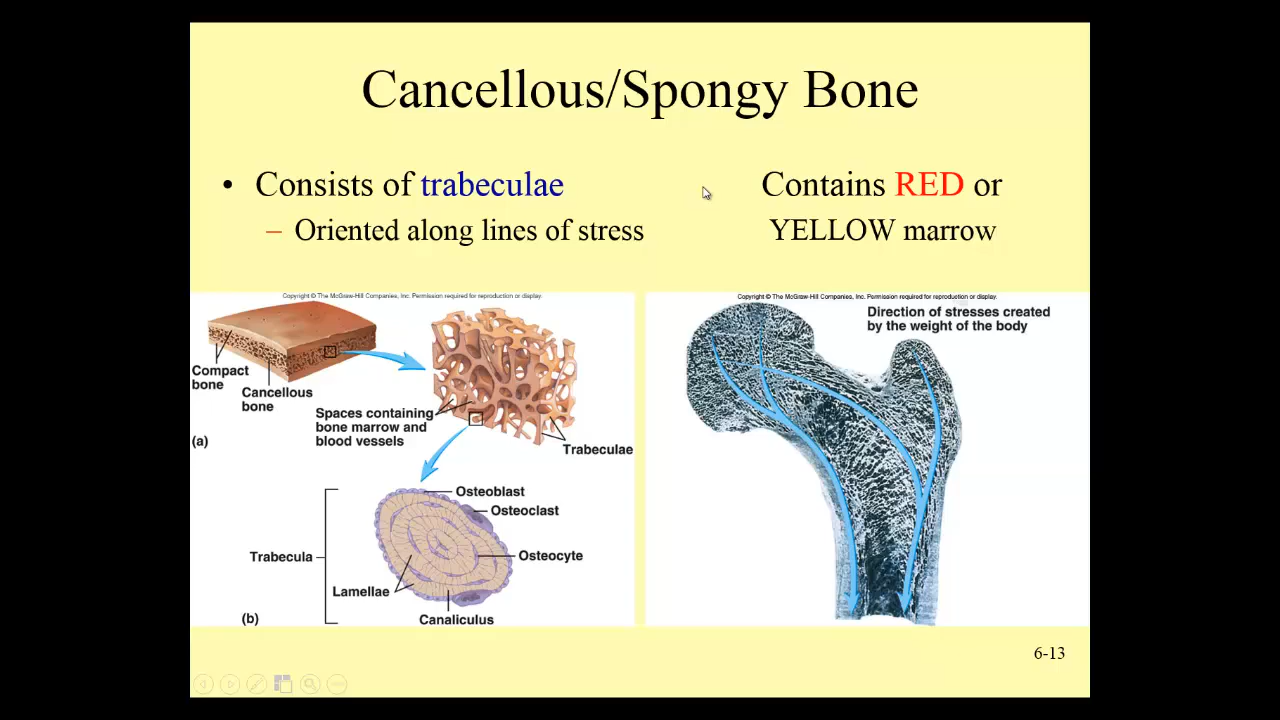 Cancellous/Spongy Bone
• Consists of trabeculae
– Oriented along lines of stress
Contains RED or
YELLOW marrow
Copyright © The McGraw-Hill Companies, Inc. Permission required for reproduction or display.
Compact
bone
Cancellous
bone
(a)
Spaces containing
bone marrow and
blood vessels
Trabeculae
Osteoblast
Osteoclast
Trabecula
Osteocyte
Lamellae
(b)
Canaliculus
Copyright © The McGraw-Hill Companies, Inc. Permission required for reproduction or display.
Direction of stresses created
by the weight of the body
6-13